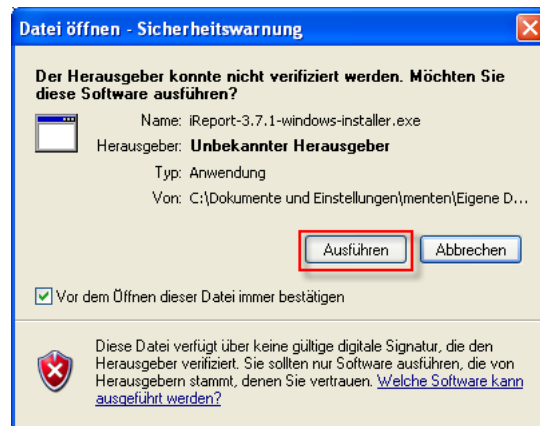 Datei öffnen - Sicherheitswarnung
Der Herausgeber konnte nicht verifiziert werden. Möchten Sie
diese Software ausführen?
Name: iReport-3.7.1-windows-installer.exe
Herausgeber: Unbekannter Herausgeber
Typ: Anwendung
Von: C:\Dokumente und Einstellungen\menten\Eigene D...
Ausführen Abbrechen
Vor dem Öffnen dieser Datei immer bestätigen
Diese Datei verfügt über keine gültige digitale Signatur, die den
Herausgeber verifiziert. Sie sollten nur Software ausführen, die von
Herausgebern stammt, denen Sie vertrauen. Welche Software kann
ausgeführt werden?